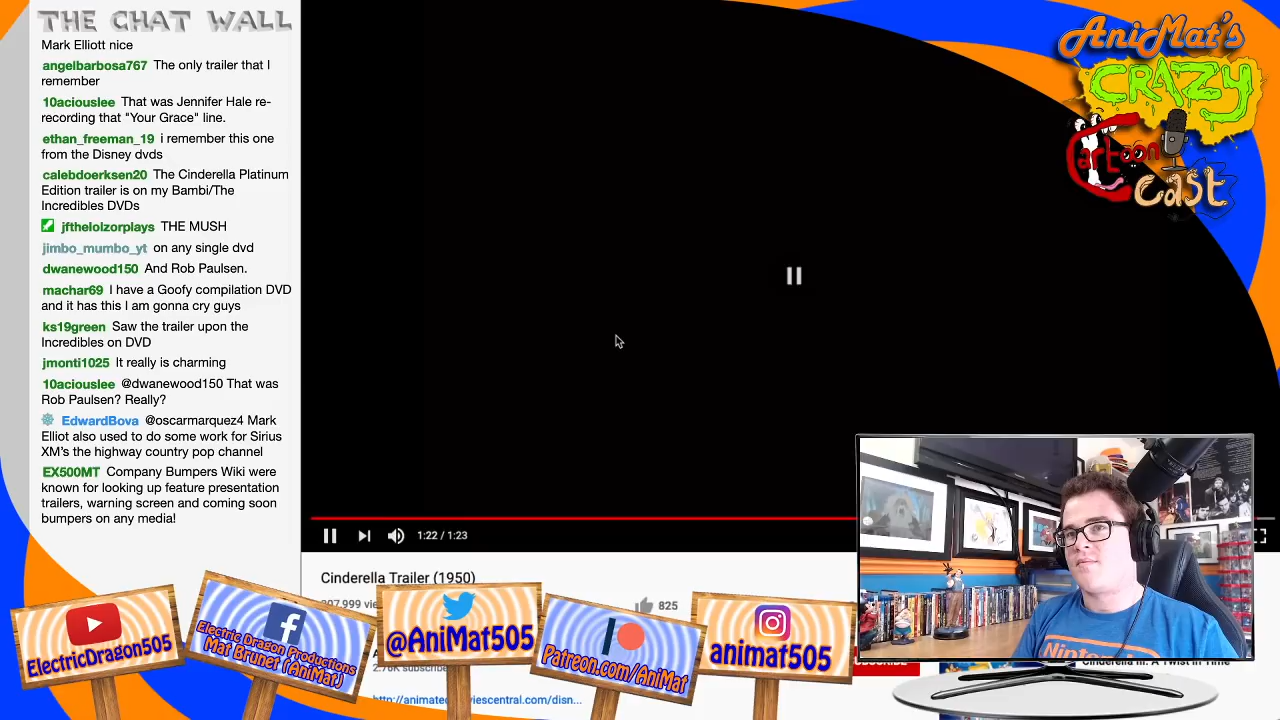 THE CHAT WALL
Mark Elliott nice
angelbarbosa767 The only trailer that I
remember
10aciouslee That was Jennifer Hale re-
recording that "Your Grace" line.
ethan_freeman_19 i remember this one
from the Disney dvds
calebdoerksen20 The Cinderella Platinum
Edition trailer is on my Bambi/The
Incredibles DVDs
jfthelolzorplays THE MUSH
jimbo_mumbo_yt on any single dvd
dwanewood150 And Rob Paulsen.
machar69 I have a Goofy compilation DVD
and it has this I am gonna cry guys
ks19green Saw the trailer upon the
Incredibles on DVD
jmonti1025 It really is charming
10aciouslee @dwanewood150 That was
Rob Paulsen? Really?
EdwardBova @oscarmarquez4 Mark
Elliot also used to do some work for Sirius
XM's the highway country pop channel
EX500MT Company Bumpers Wiki were
known for looking up feature presentation
trailers, warning screen and coming soon
bumpers on any media!
AniMat's
CRAZY
Cartoon
Cast
1:22 / 1:23
Cinderella Trailer (1950)
825
http://animate
viescentral.com/disn...
Cinderella III: A Twist in Time
Nintendo
ElectricDragon505
Electric Dragon Productions
Mat Brunet (AniMat)
@AniMat505
Patreon.com/AniMat
animat505